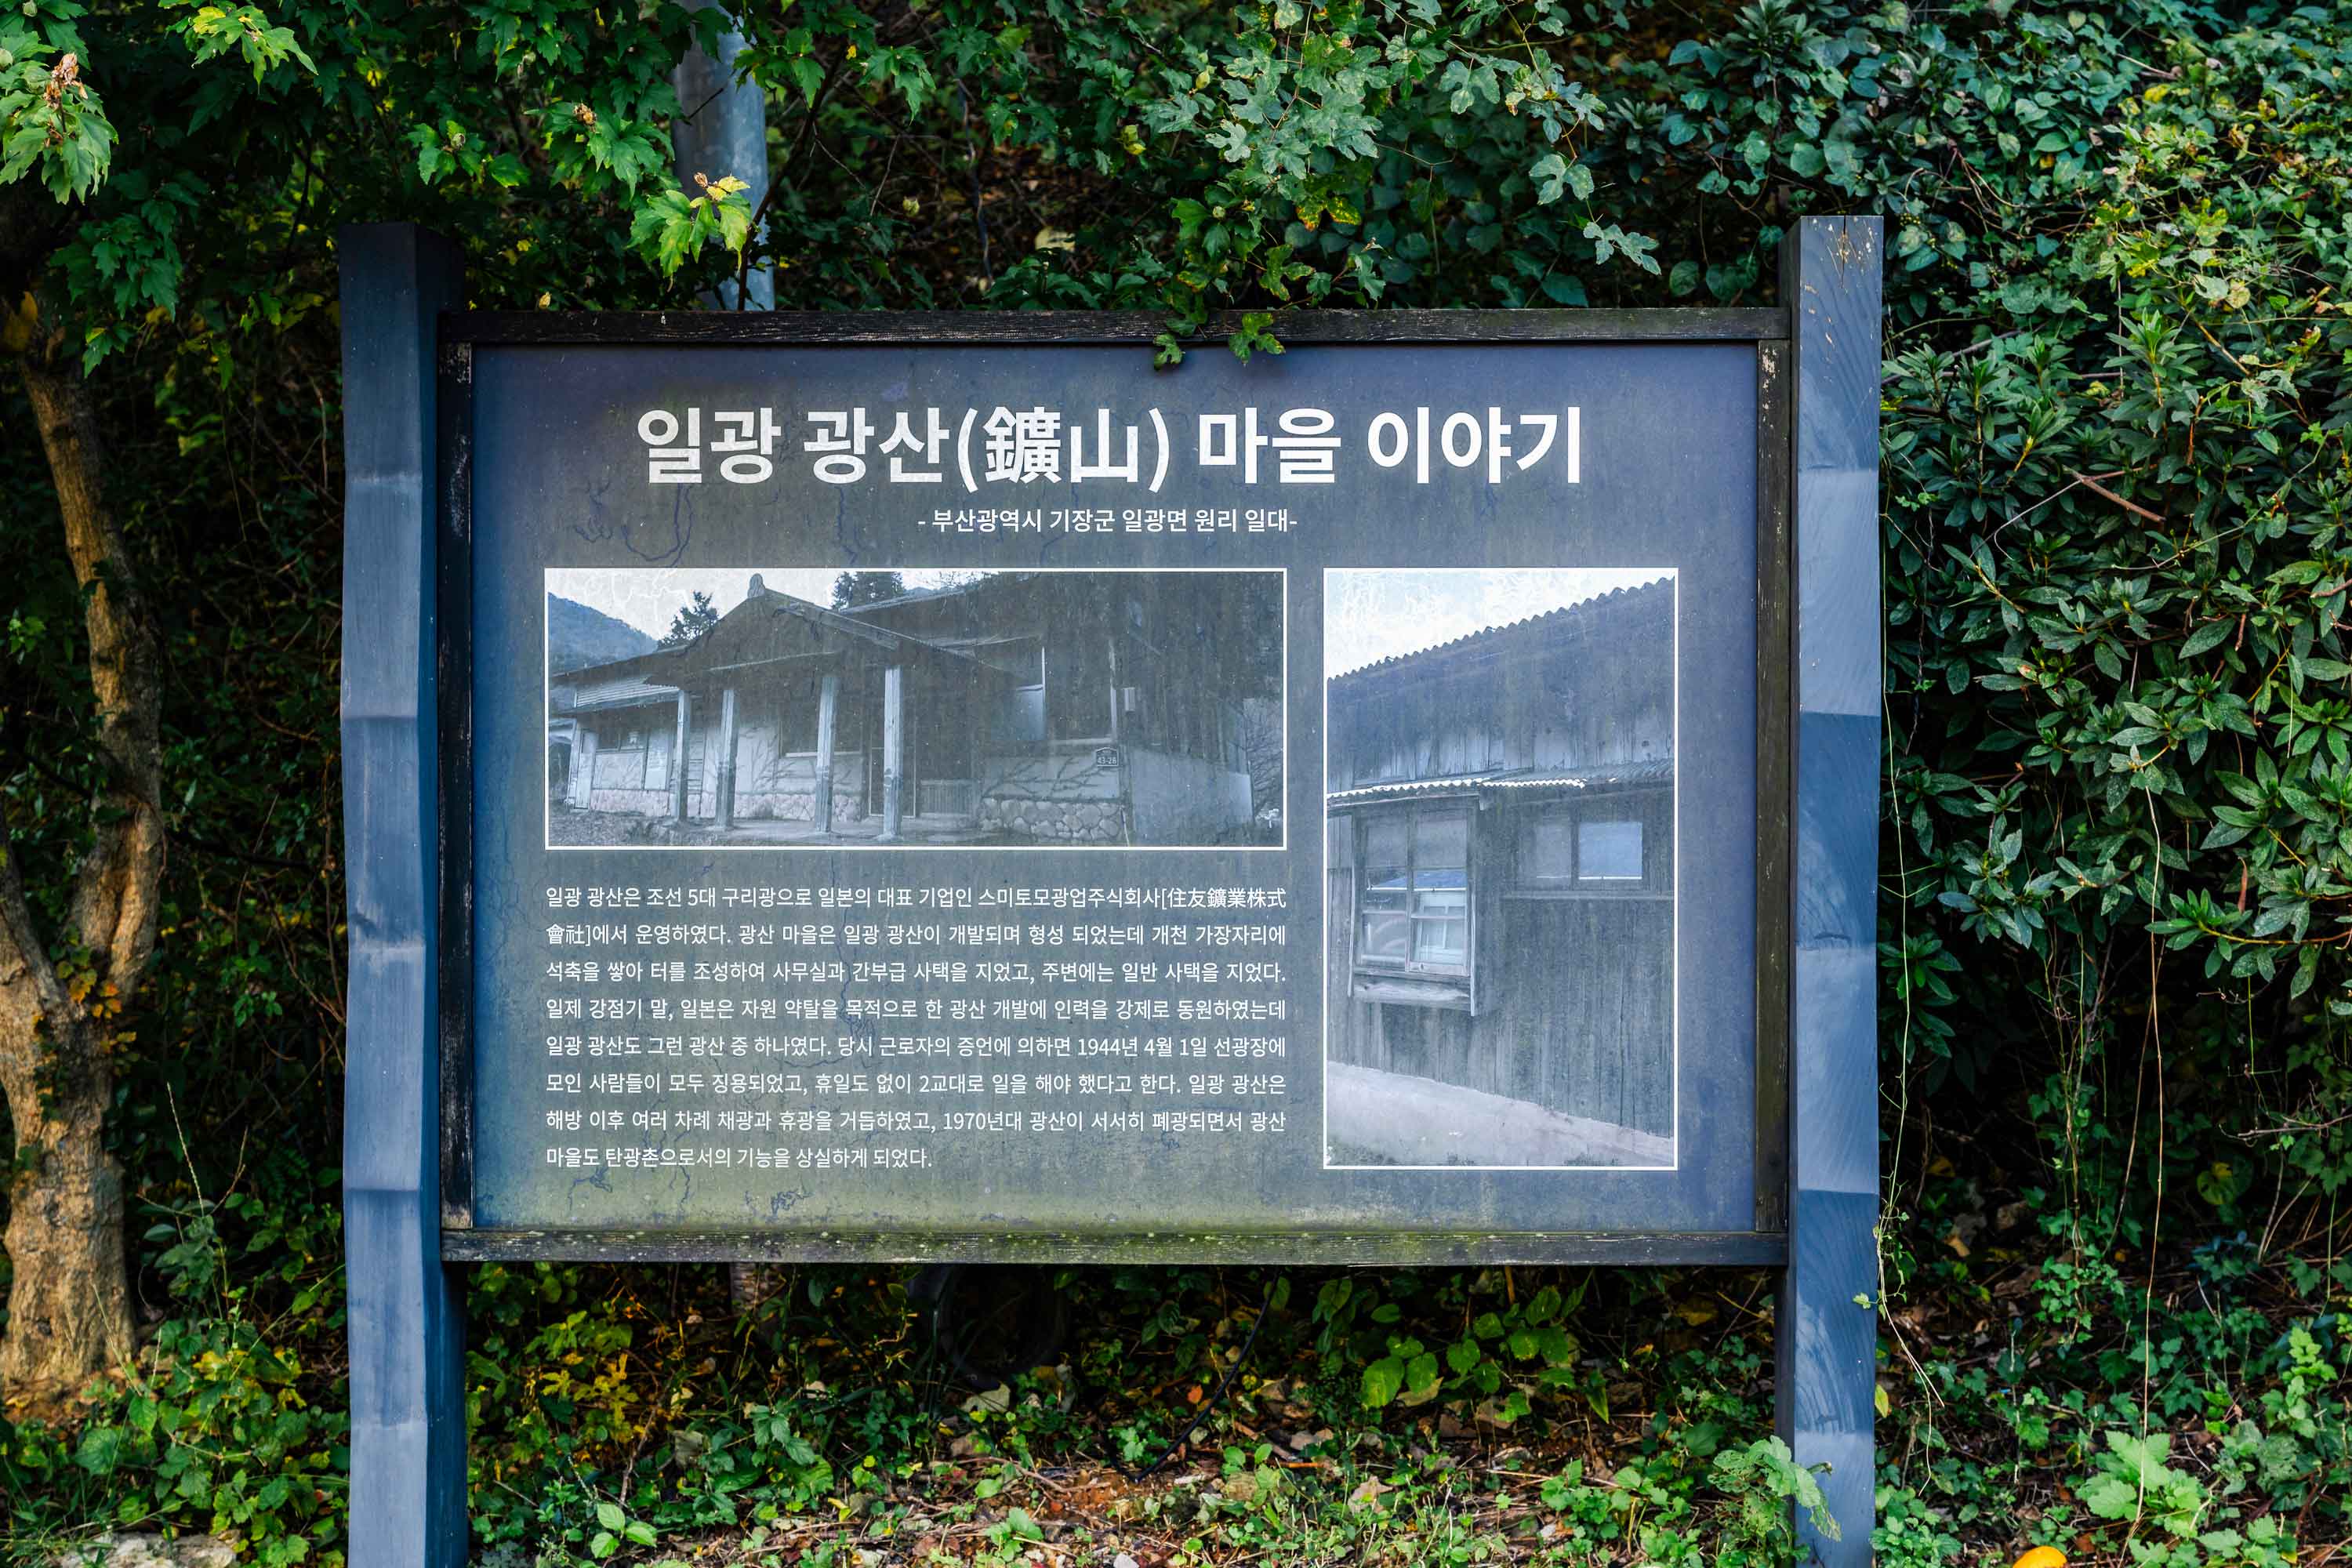 일광 광산(鑛山) 마을 이야기
- 부산광역시 기장군 일광면 원리 일대-
43-28
일광 광산은 조선 5대 구리광으로 일본의 대표 기업인 스미토모광업주식회사[住友鑛業株式
會社]에서 운영하였다. 광산 마을은 일광 광산이 개발되며 형성 되었는데 개천 가장자리에
석축을 쌓아 터를 조성하여 사무실과 간부급 사택을 지었고, 주변에는 일반 사택을 지었다.
일제 강점기 말, 일본은 자원 약탈을 목적으로 한 광산 개발에 인력을 강제로 동원하였는데
일광 광산도 그런 광산 중 하나였다. 당시 근로자의 증언에 의하면 1944년 4월 1일 선광장에
모인 사람들이 모두 징용되었고, 휴일도 없이 2교대로 일을 해야 했다고 한다. 일광 광산은
해방 이후 여러 차례 채광과 휴광을 거듭하였고, 1970년대 광산이 서서히 폐광되면서 광산
마을도 탄광촌으로서의 기능을 상실하게 되었다.